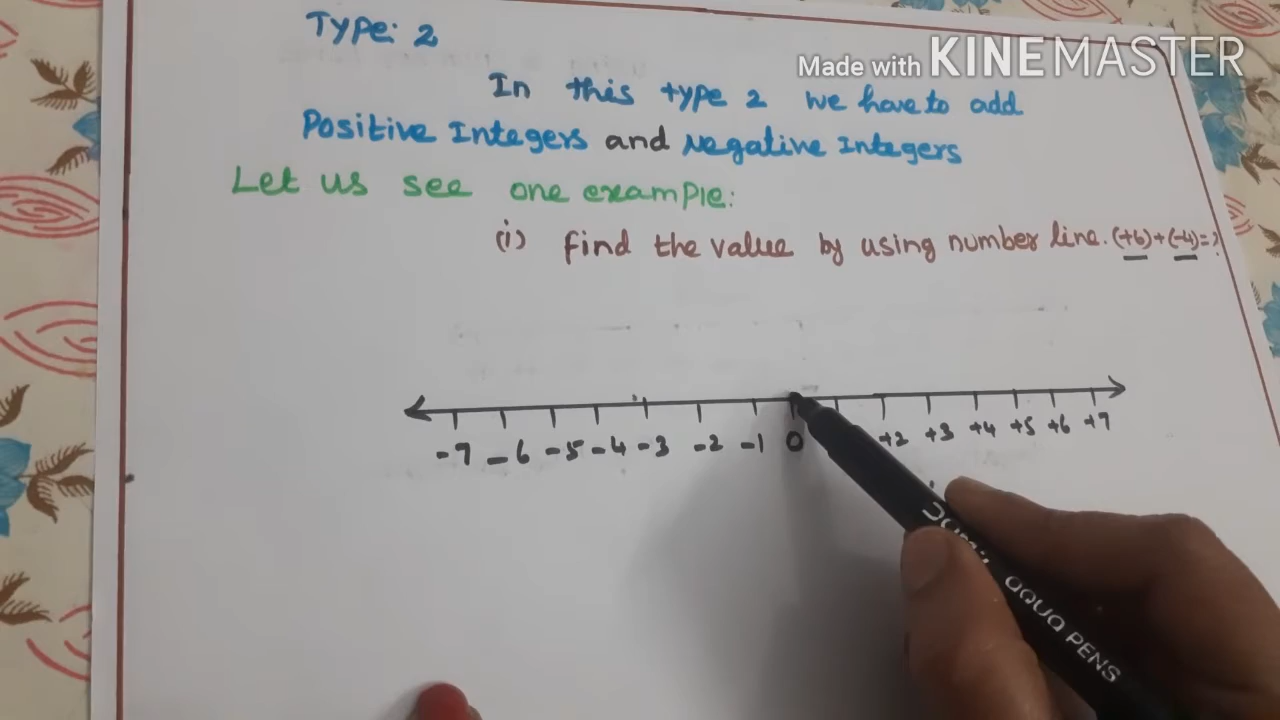 Type: 2
Made with KINEMASTER
In this type 2 we have to add
Positive Integers and Negative Integers
Let us see one example:
(i) find the value by using number line. (+6)+(-4)=?
-7 -6 -5 -4 -3 -2 -1 0 +2 +3 +4 +5 +6 +7
AQUA PENS